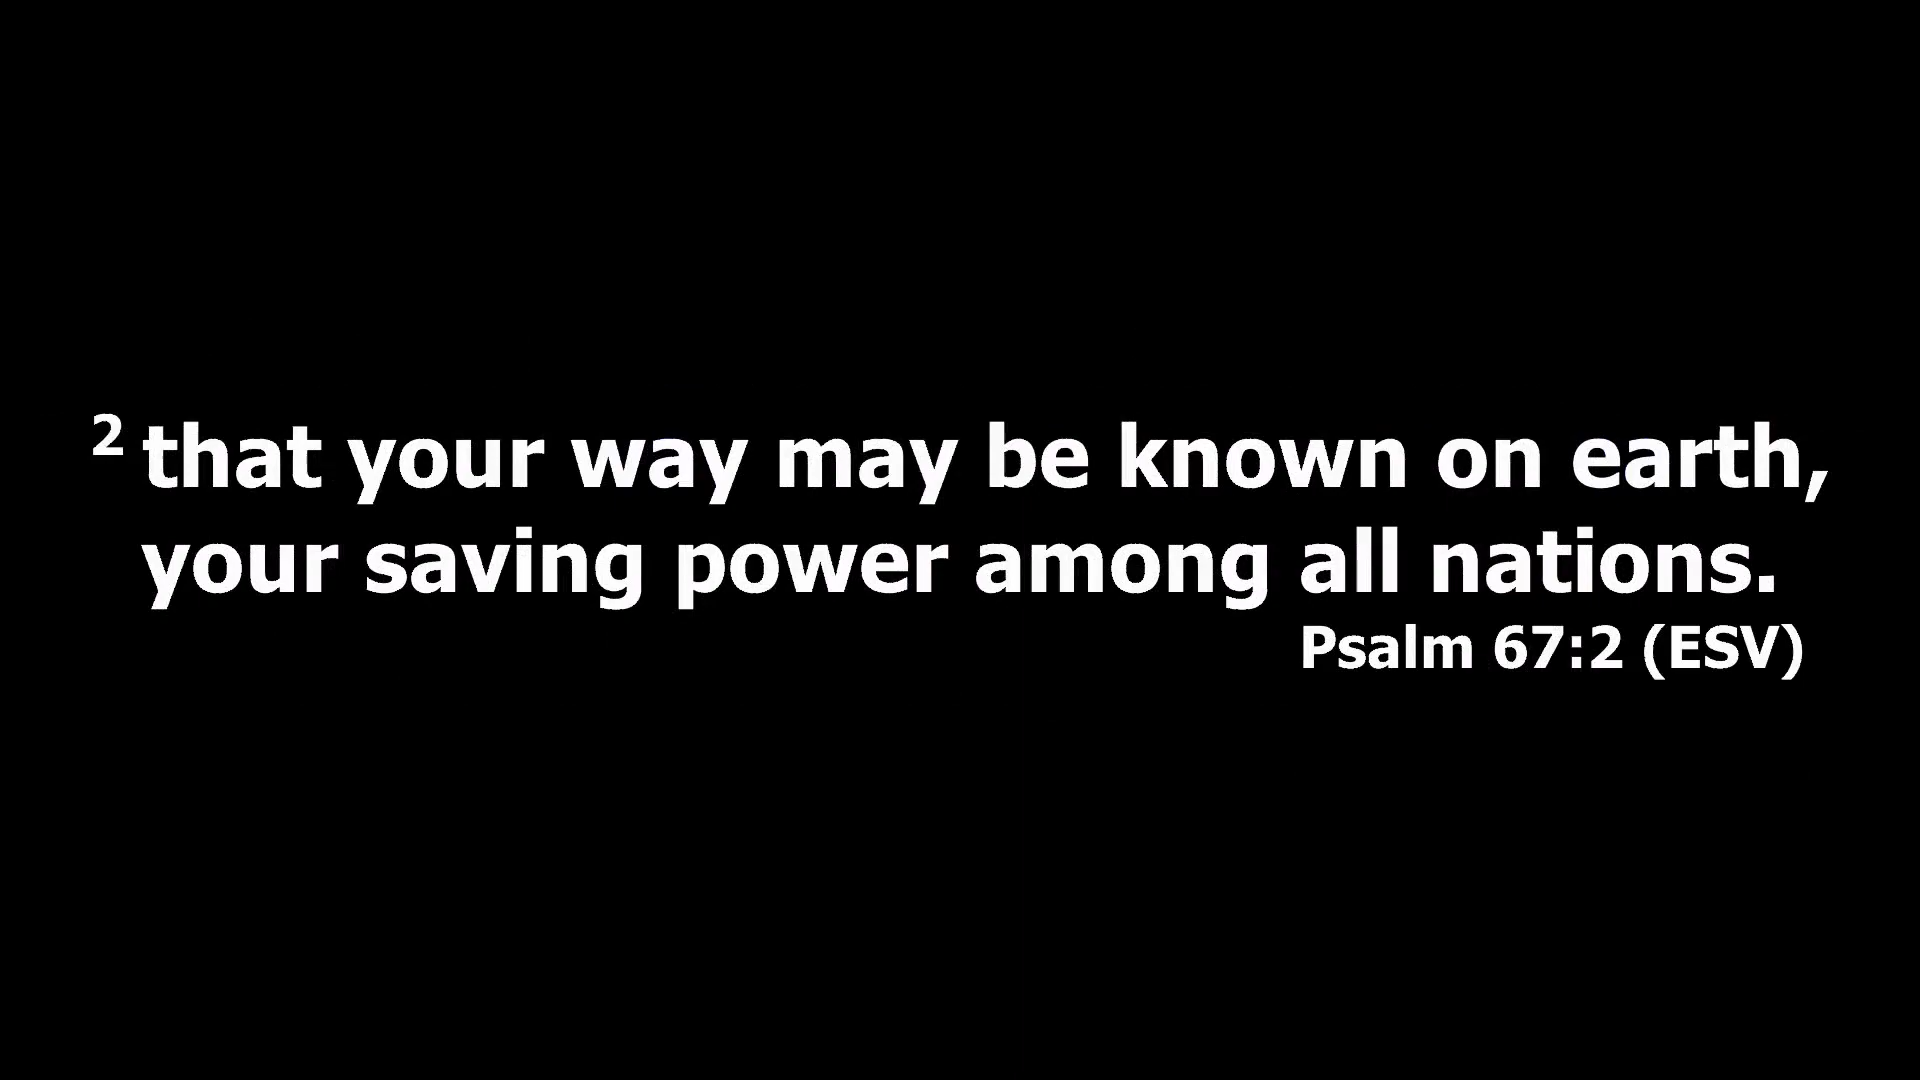 2 that your way may be known on earth,
your saving power among all nations.
Psalm 67:2 (ESV)